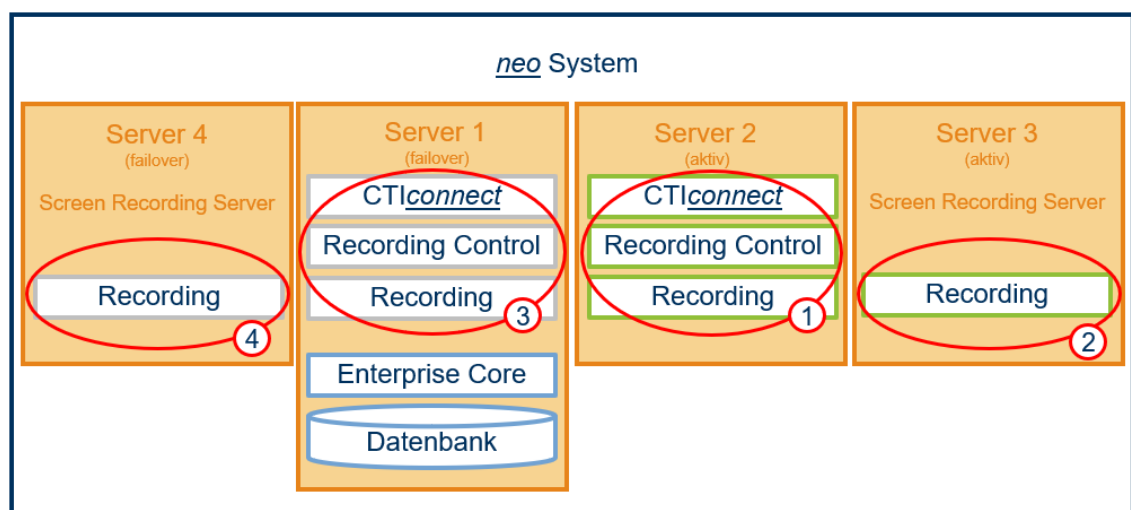 neo System
Server 4
(failover)
Screen Recording Server
Recording
4
Server 1
(failover)
CTIconnect
Recording Control
Recording
3
Enterprise Core
Datenbank
Server 2
(aktiv)
CTIconnect
Recording Control
Recording
1
Server 3
(aktiv)
Screen Recording Server
Recording
2